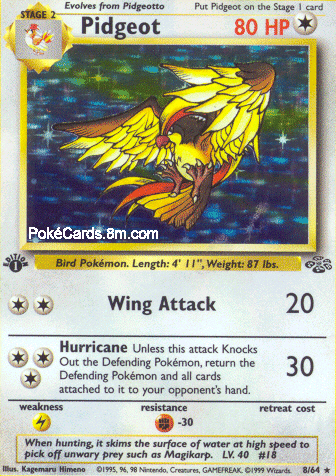 STAGE 2
Evolves from Pidgeotto
Put Pidgeot on the Stage 1 card
Pidgeot
80 HP
PokéCards.8m.com
EDITION
1
Bird Pokémon. Length: 4' 11", Weight: 87 lbs.
Wing Attack
20
Hurricane Unless this attack Knocks
Out the Defending Pokémon, return the
Defending Pokémon and all cards
attached to it to your opponent's hand.
30
weakness
resistance
retreat cost
-30
When hunting, it skims the surface of water at high speed to
pick off unwary prey such as Magikarp. LV. 40 #18
Illus. Kagemaru Himeno
©1995, 96, 98 Nintendo, Creatures, GAMEFREAK. ©1999 Wizards.
8/64 ★